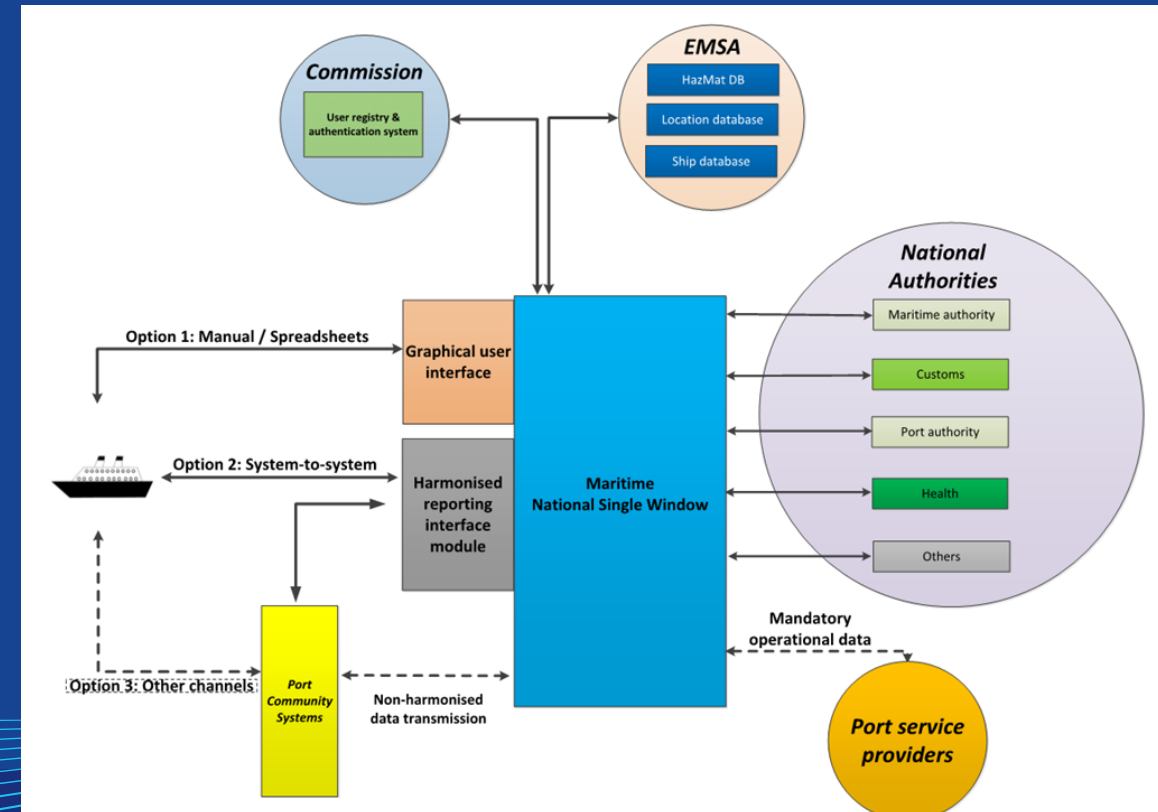 Commission
User registry &
authentication system
EMSA
HazMat DB
Location database
Ship database
National
Authorities
Maritime authority
Customs
Port authority
Health
Others
Option 1: Manual / Spreadsheets
Graphical user
interface
Option 2: System-to-system
Harmonised
reporting
interface
module
Maritime
National Single Window
Option 3: Other channels
Port
Community
Systems
Non-harmonised
data transmission
Mandatory
operational data
Port service
providers